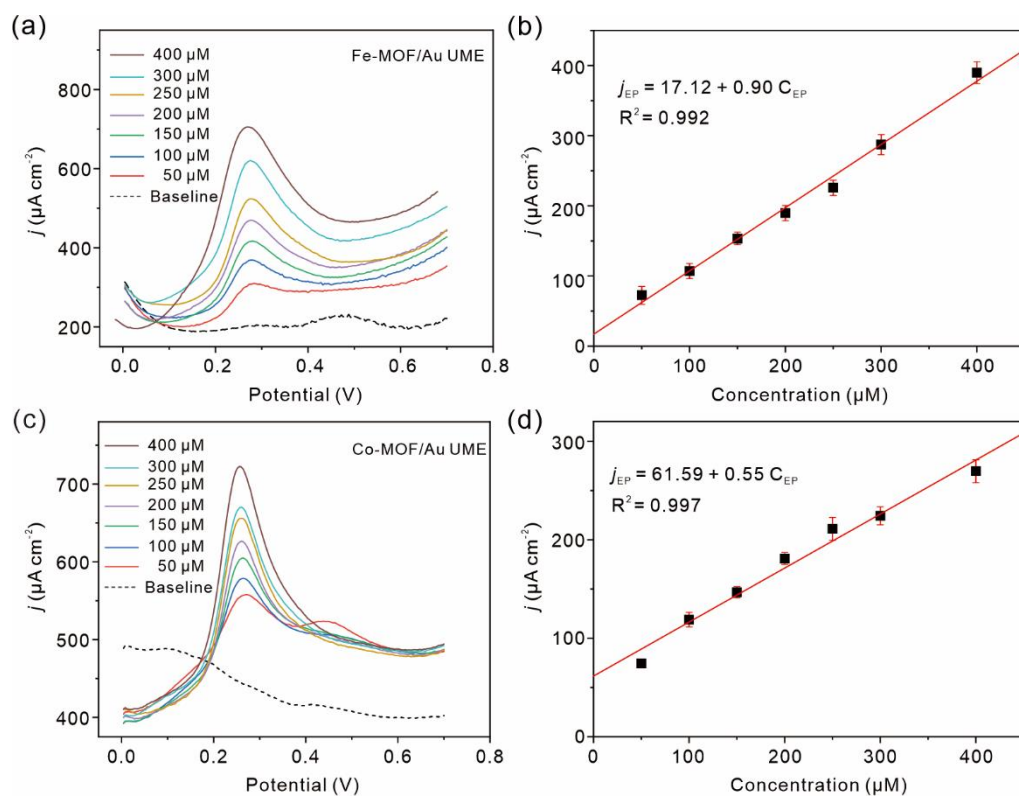 (a)
Fe-MOF/Au UME
400 μM
300 μM
250 μM
200 μM
150 μM
100 μM
50 μM
Baseline
j (μA cm⁻²)
800
600
400
200
0.0 0.2 0.4 0.6 0.8
Potential (V)
(b)
j_EP = 17.12 + 0.90 C_EP
R² = 0.992
j (μA cm⁻²)
400
300
200
100
0
0 100 200 300 400
Concentration (μM)
(c)
Co-MOF/Au UME
400 μM
300 μM
250 μM
200 μM
150 μM
100 μM
50 μM
Baseline
j (μA cm⁻²)
700
600
500
400
0.0 0.2 0.4 0.6 0.8
Potential (V)
(d)
j_EP = 61.59 + 0.55 C_EP
R² = 0.997
j (μA cm⁻²)
300
200
100
0
0 100 200 300 400
Concentration (μM)